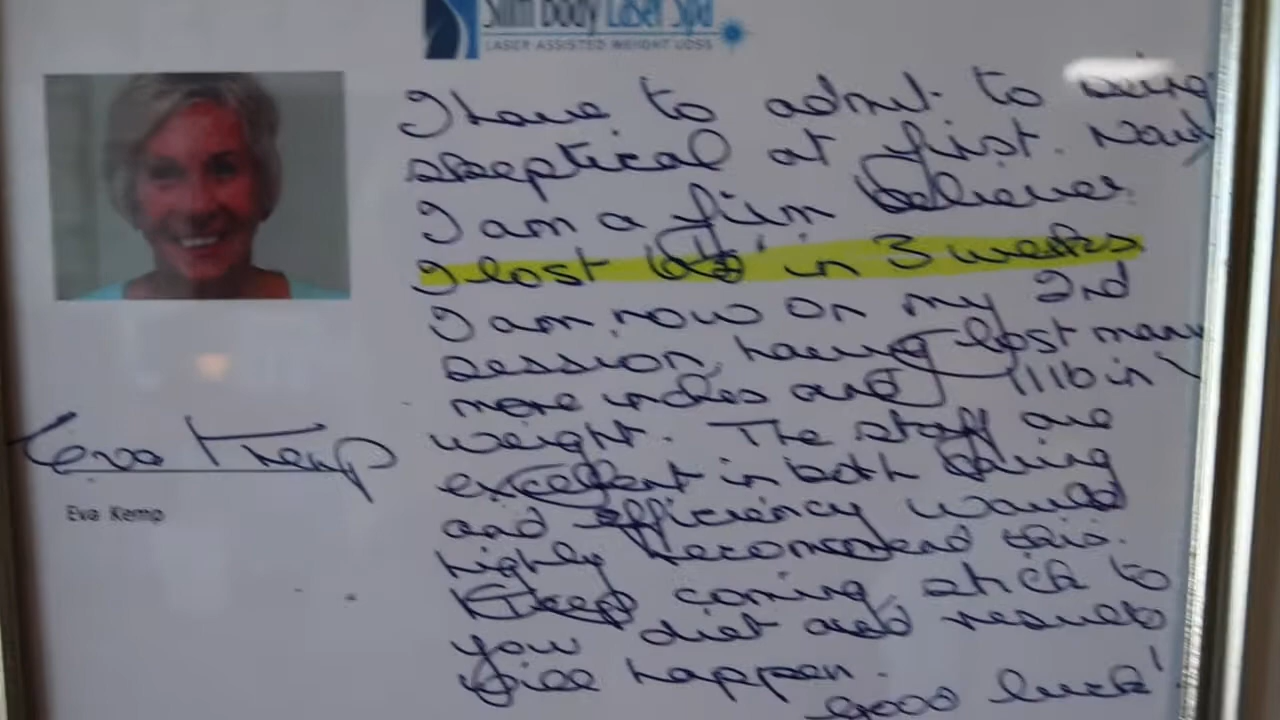 Slim Body Laser Spa
LASER ASSISTED WEIGHT LOSS
I have to admit to being
skeptical at first. Now
I am a firm believer.
I lost in 3 weeks
I am now on my 2nd
session, having lost many
more inches and 11lb in
weight. The staff are
excellent in both caring
and efficiency would
highly recommend this.
Keep coming, stick to
your diet and results
will happen.
Good luck!
Eva Kemp
Eva Kemp